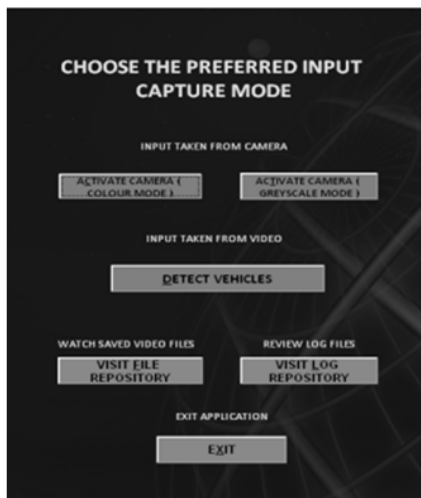 CHOOSE THE PREFERRED INPUT
CAPTURE MODE
INPUT TAKEN FROM CAMERA
ACTIVATE CAMERA (
COLOUR MODE )
ACTIVATE CAMERA (
GREYSCALE MODE )
INPUT TAKEN FROM VIDEO
DETECT VEHICLES
WATCH SAVED VIDEO FILES
VISIT FILE
REPOSITORY
REVIEW LOG FILES
VISIT LOG
REPOSITORY
EXIT APPLICATION
EXIT